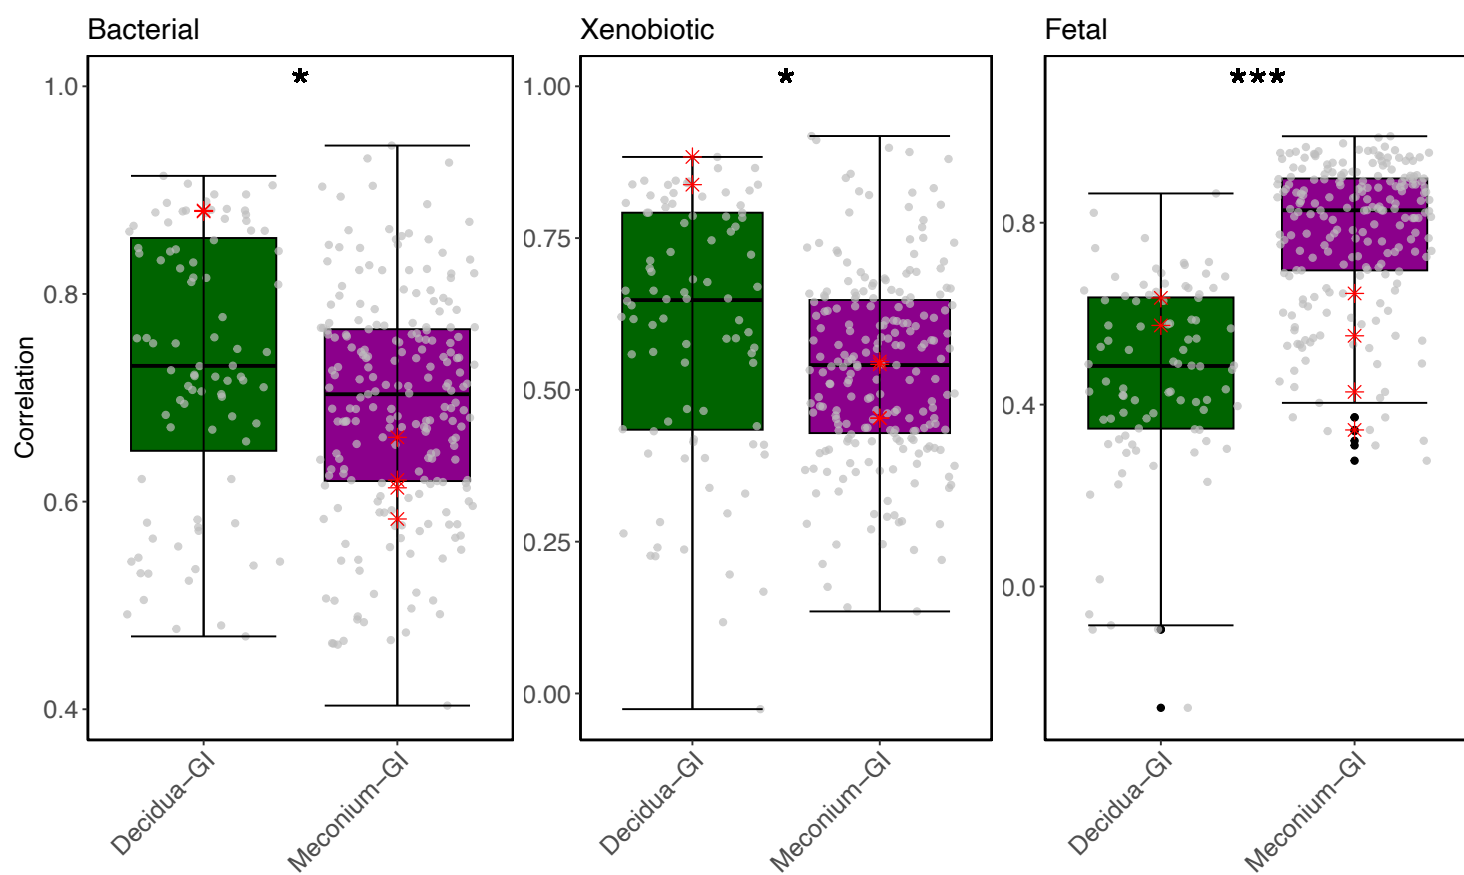 Bacterial
Xenobiotic
Fetal
* * ***
Correlation
1.0
0.8
0.6
0.4
1.00
0.75
0.50
0.25
0.00
0.8
0.4
0.0
Decidua−GI
Meconium−GI
Decidua−GI
Meconium−GI
Decidua−GI
Meconium−GI